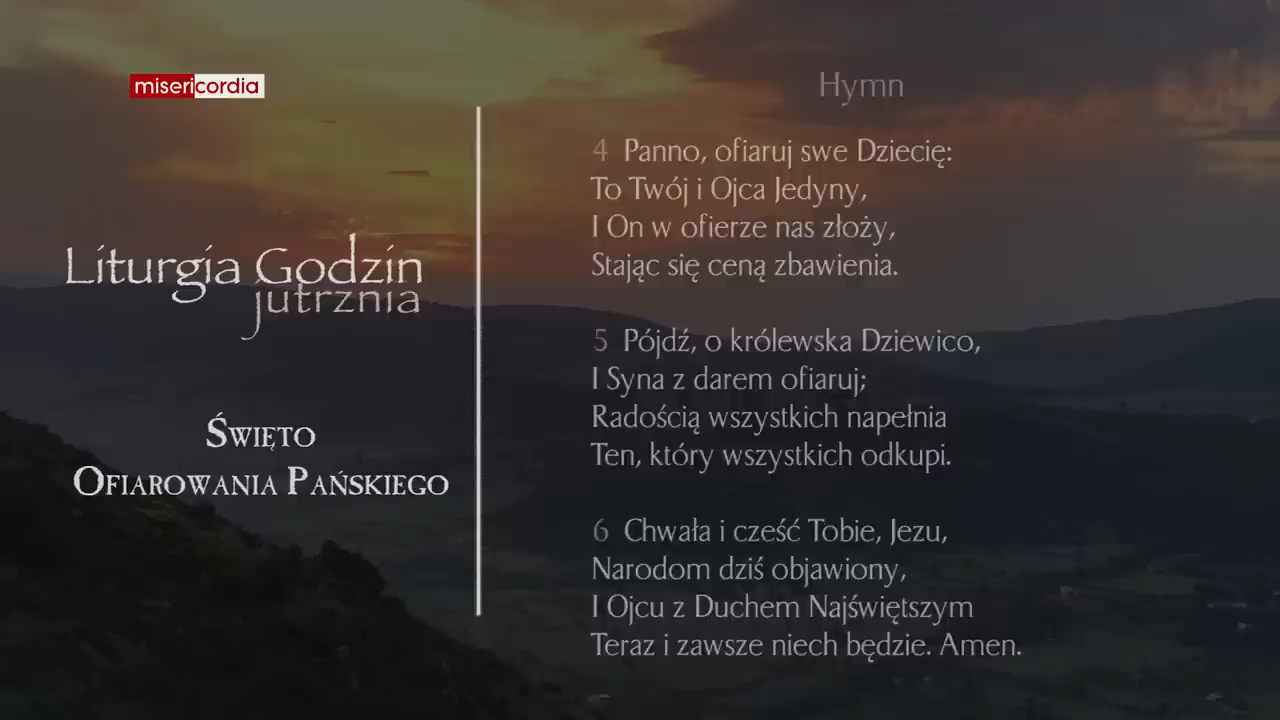 misericordia
Liturgia Godzin
jutrznia
Święto
Ofiarowania Pańskiego
Hymn
4 Panno, ofiaruj swe Dziecię:
To Twój i Ojca Jedyny,
I On w ofierze nas złoży,
Stając się ceną zbawienia.
5 Pójdź, o królewska Dziewico,
I Syna z darem ofiaruj;
Radością wszystkich napełnia
Ten, który wszystkich odkupi.
6 Chwała i cześć Tobie, Jezu,
Narodom dziś objawiony,
I Ojcu z Duchem Najświętszym
Teraz i zawsze niech będzie. Amen.